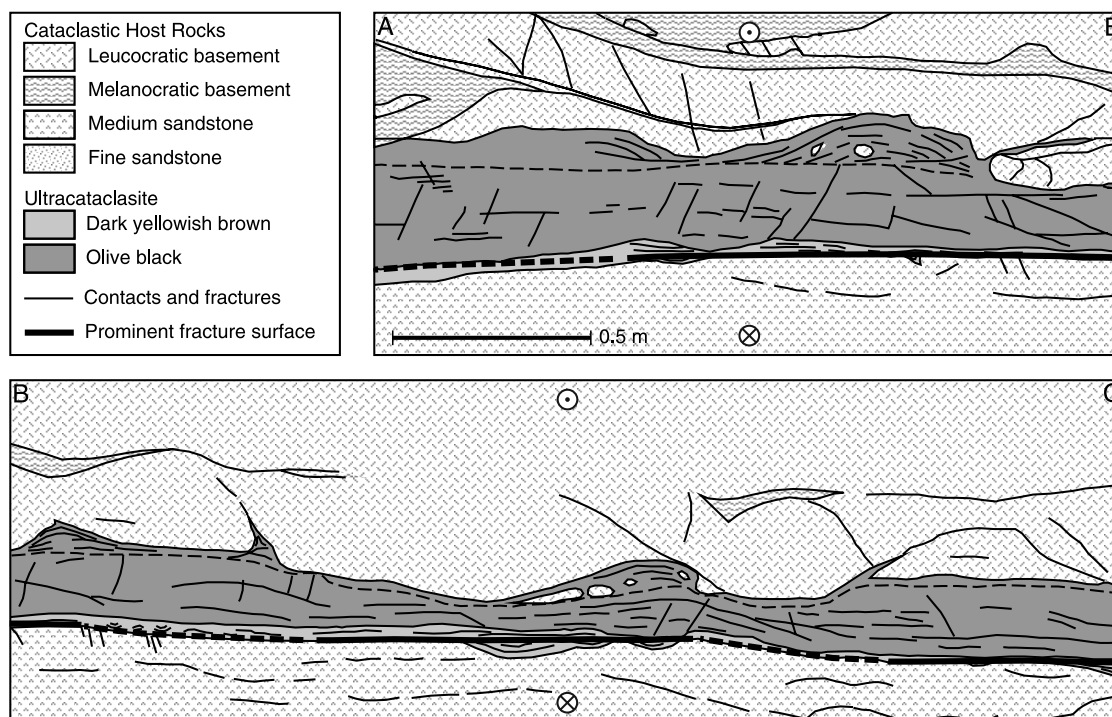 Cataclastic Host Rocks
Leucocratic basement
Melanocratic basement
Medium sandstone
Fine sandstone
Ultracataclasite
Dark yellowish brown
Olive black
Contacts and fractures
Prominent fracture surface
A
0.5 m
B